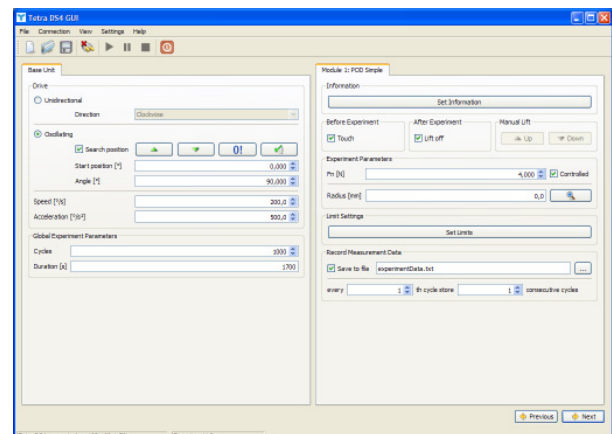 Tetra DS4 GUI
File Connection View Settings Help
Base Unit
Drive
Unidirectional
Direction Clockwise
Oscillating
Search position 0!
Start position [°] 0,000
Angle [°] 90,000
Speed [°/s] 200,0
Acceleration [°/s²] 500,0
Global Experiment Parameters
Cycles 1000
Duration [s] 1700
Module 1: POD Simple
Information
Set Information
Before Experiment After Experiment Manual Lift
Touch Lift off Up Down
Experiment Parameters
Fn [N] 4,000 Controlled
Radius [mm] 0,0
Limit Settings
Set Limits
Record Measurement Data
Save to file experimentData.txt ...
every 1 th cycle store 1 consecutive cycles
Previous Next